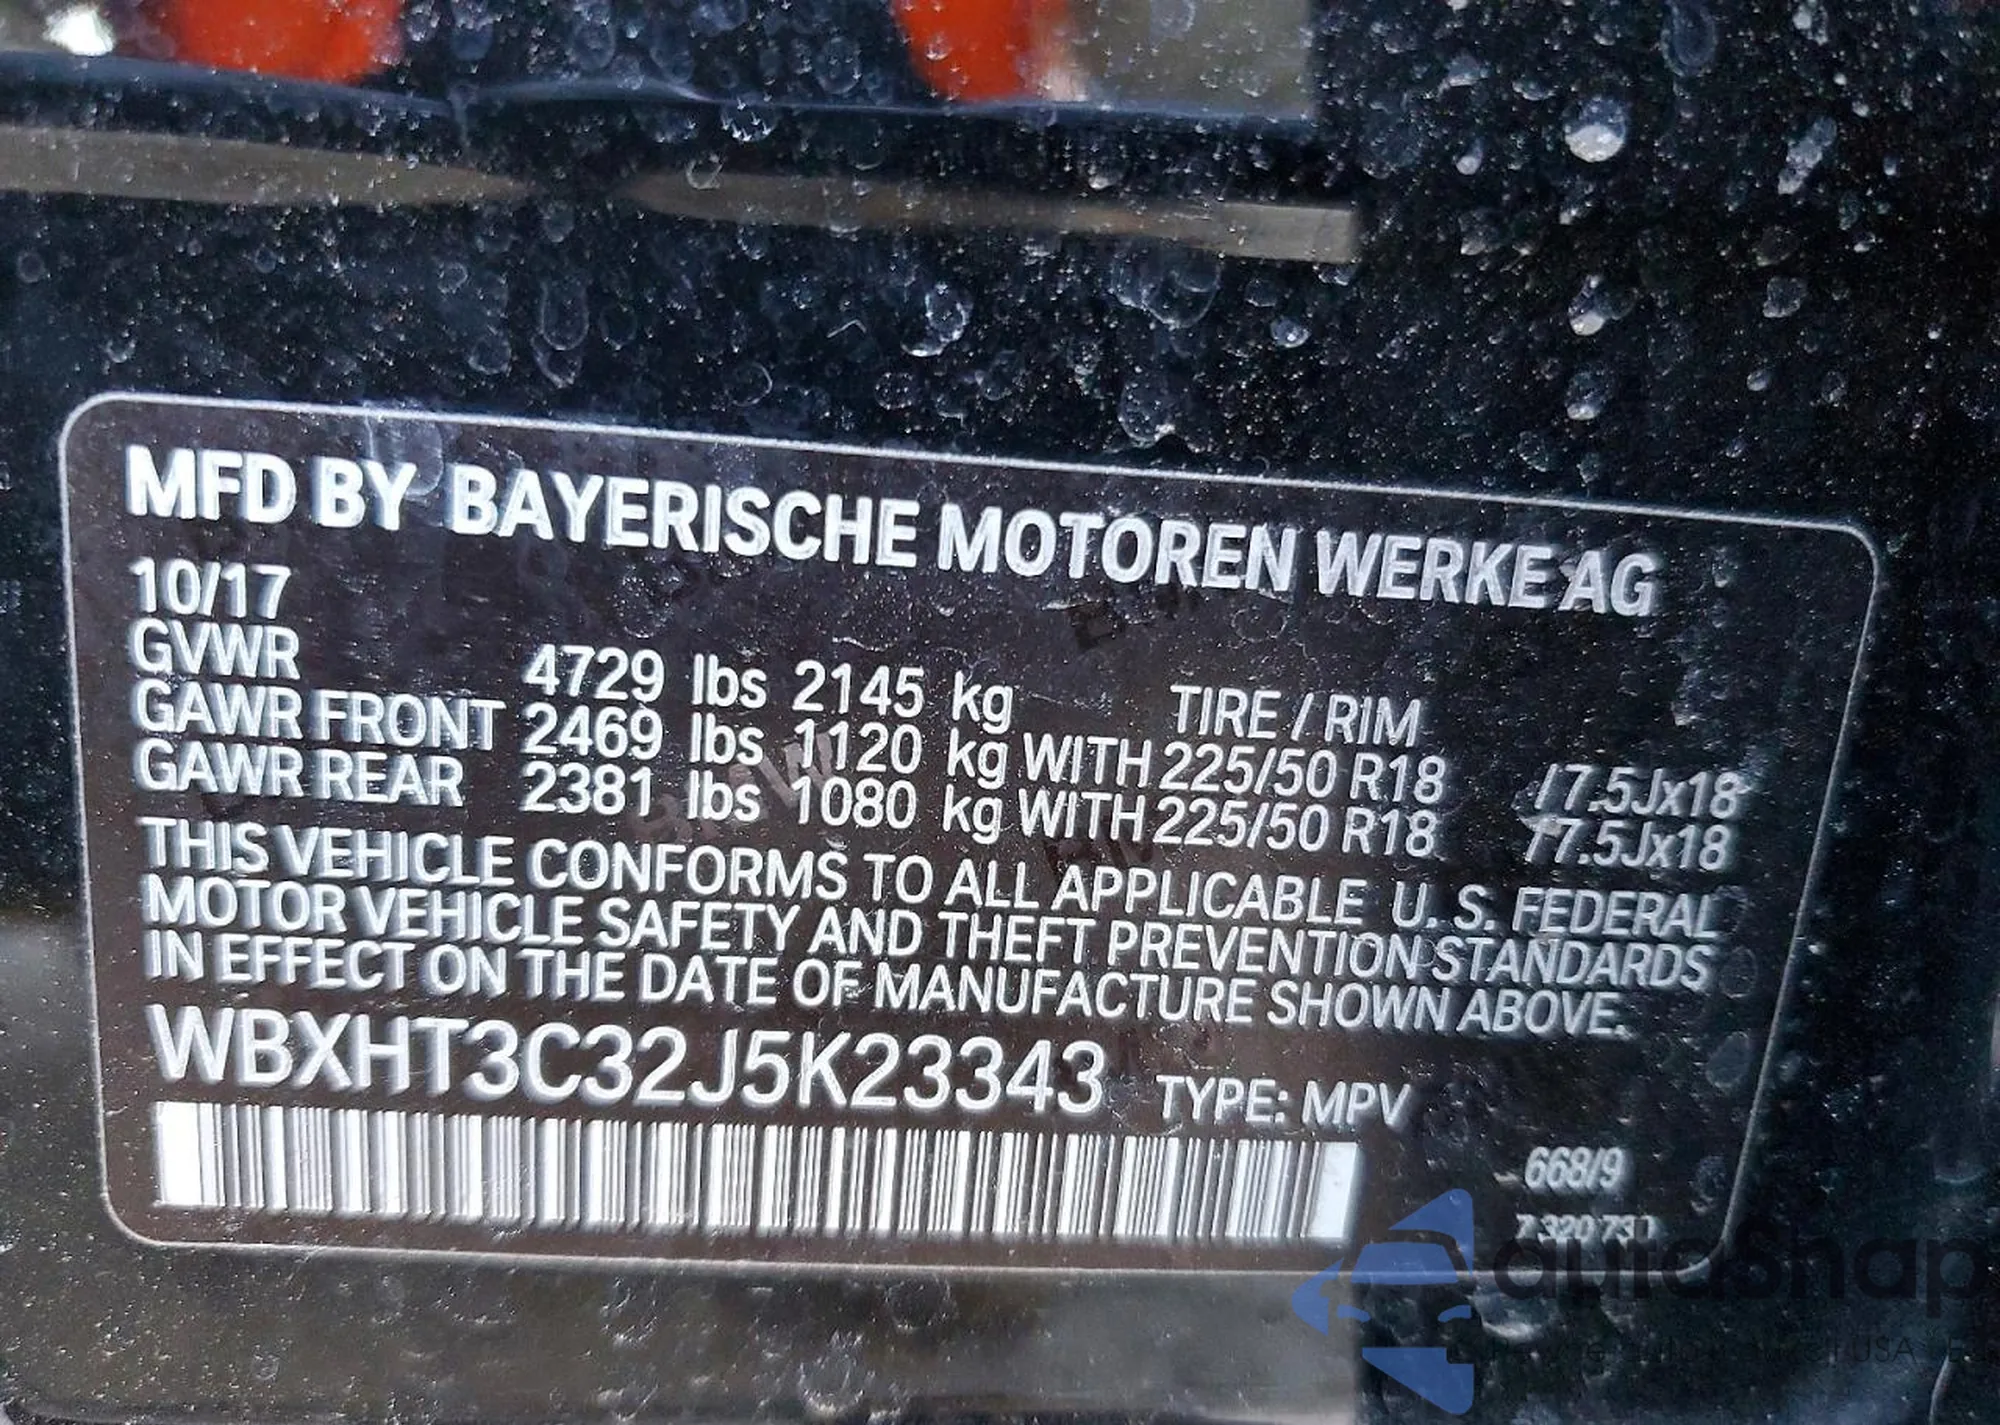 MFD BY BAYERISCHE MOTOREN WERKE AG
10/17
GVWR 4729 lbs 2145 kg TIRE / RIM
GAWR FRONT 2469 lbs 1120 kg WITH 225/50 R18 /7.5Jx18
GAWR REAR 2381 lbs 1080 kg WITH 225/50 R18 /7.5Jx18
THIS VEHICLE CONFORMS TO ALL APPLICABLE U. S. FEDERAL
MOTOR VEHICLE SAFETY AND THEFT PREVENTION STANDARDS
IN EFFECT ON THE DATE OF MANUFACTURE SHOWN ABOVE.
WBXHT3C32J5K23343 TYPE: MPV
668/9
autoShap